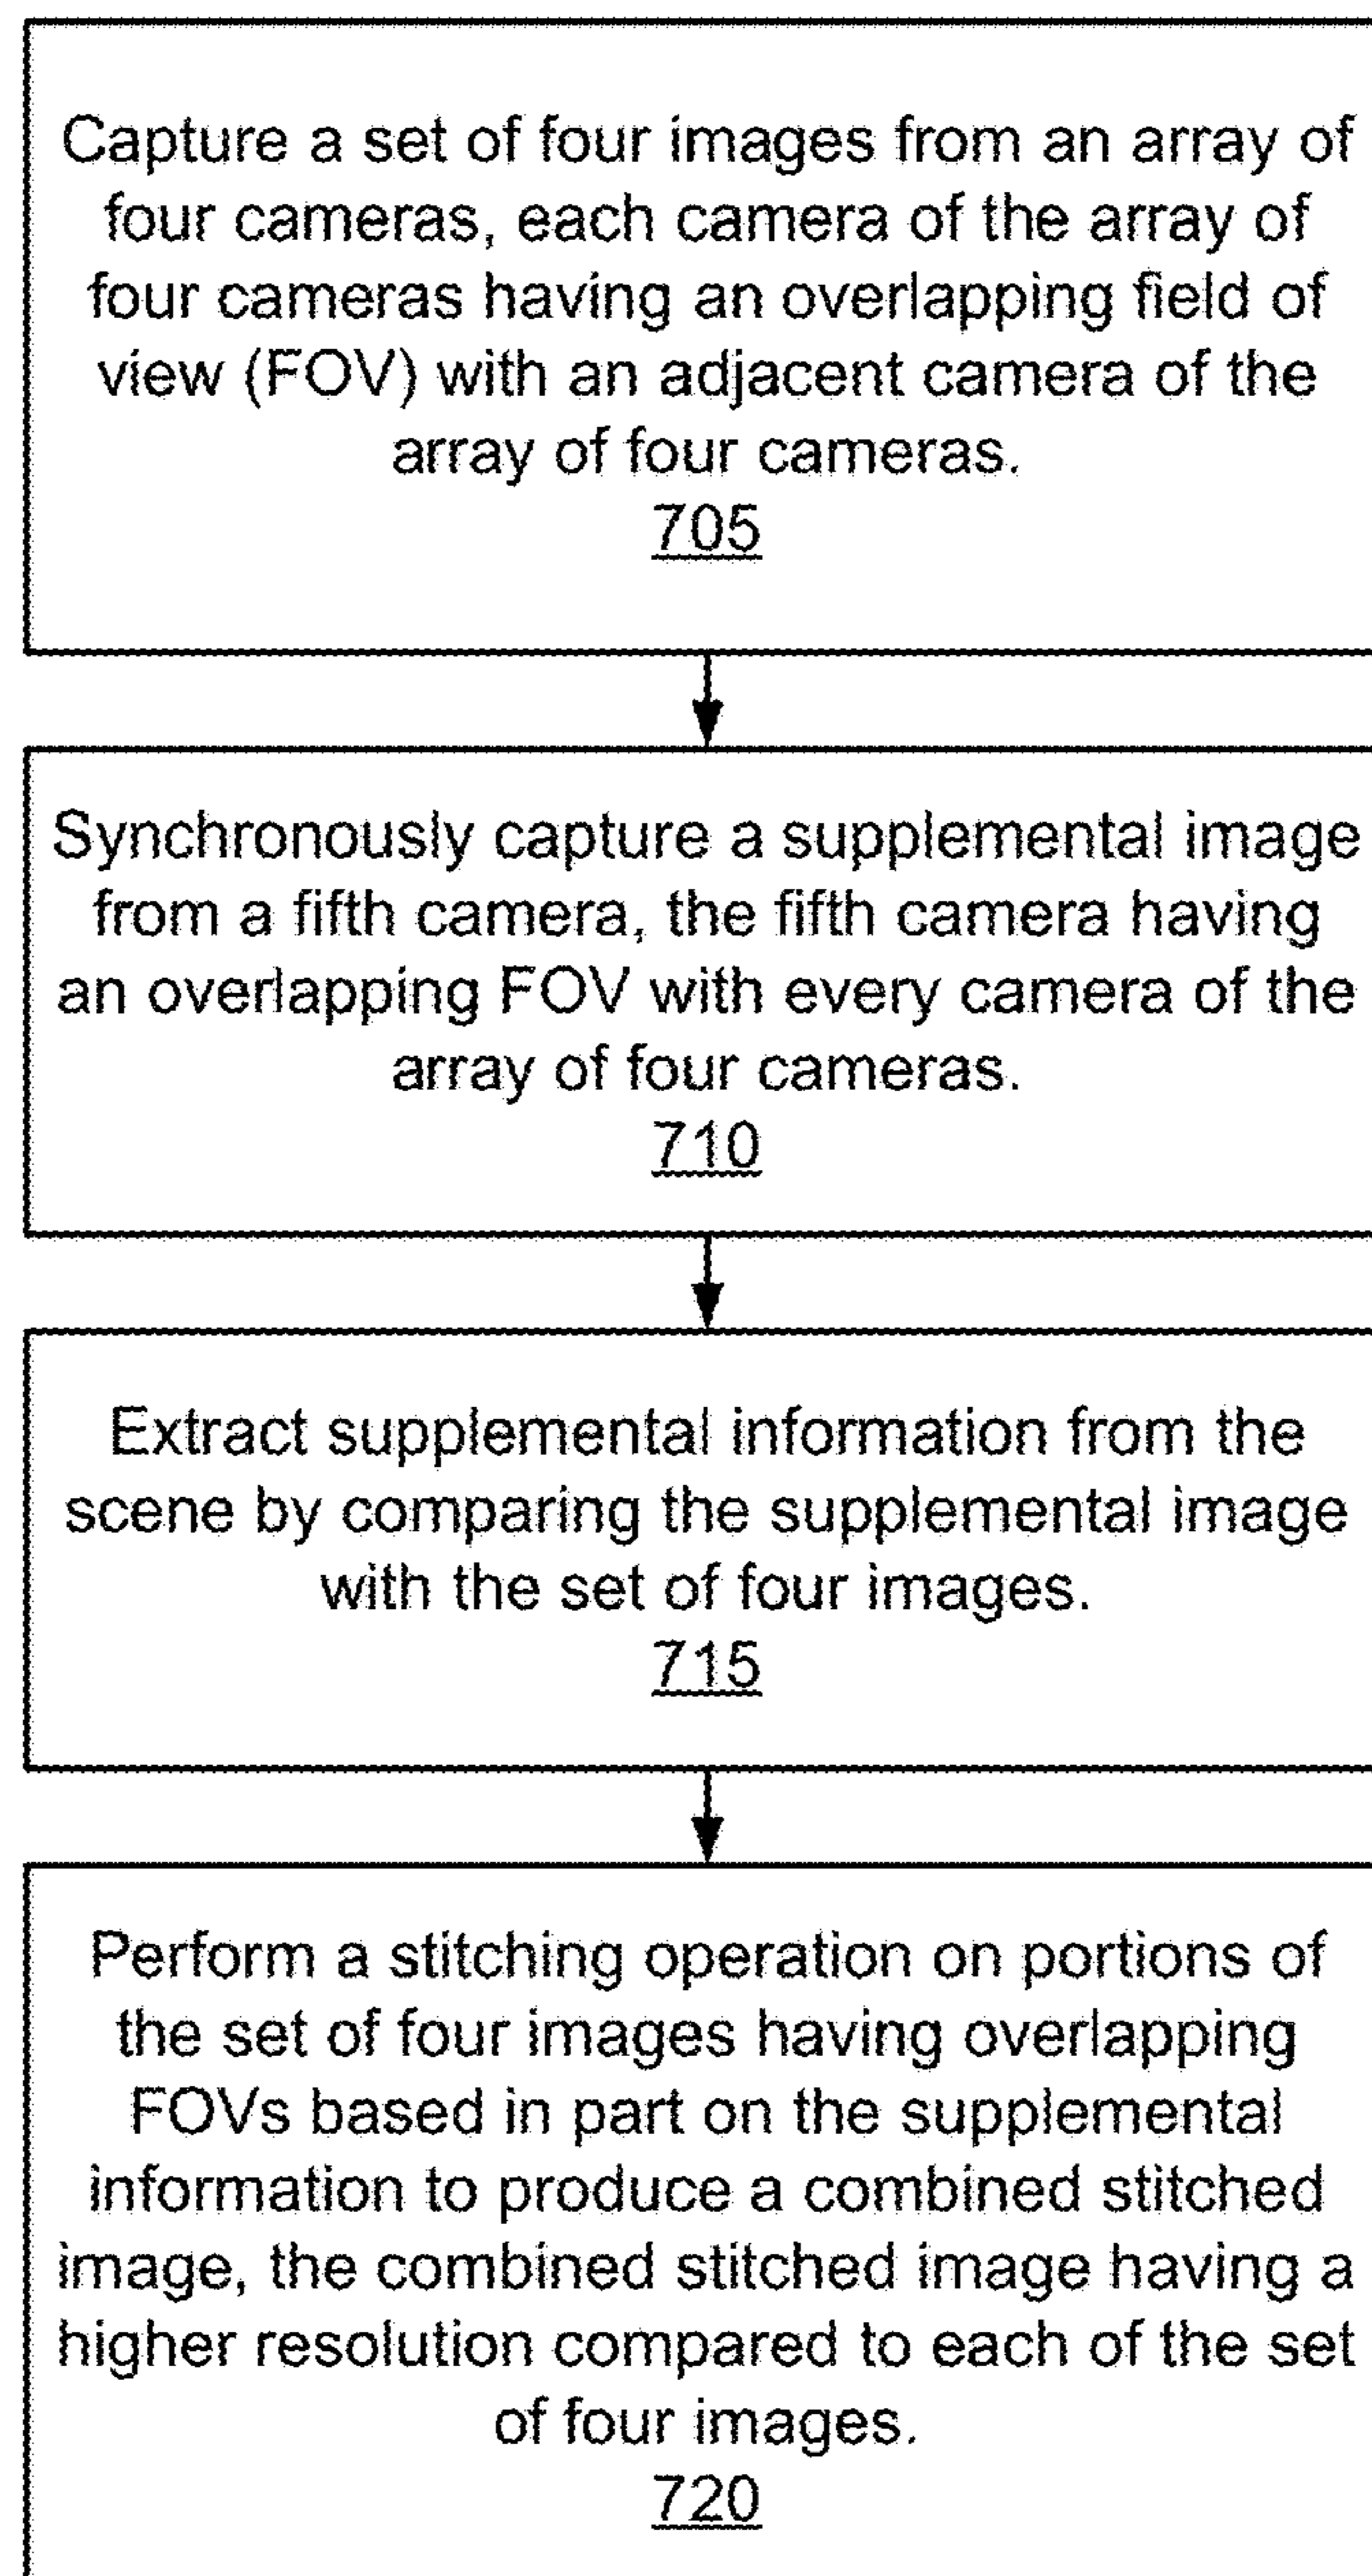 Capture a set of four images from an array of
four cameras, each camera of the array of
four cameras having an overlapping field of
view (FOV) with an adjacent camera of the
array of four cameras.
705
Synchronously capture a supplemental image
from a fifth camera, the fifth camera having
an overlapping FOV with every camera of the
array of four cameras.
710
Extract supplemental information from the
scene by comparing the supplemental image
with the set of four images.
715
Perform a stitching operation on portions of
the set of four images having overlapping
FOVs based in part on the supplemental
information to produce a combined stitched
image, the combined stitched image having a
higher resolution compared to each of the set
of four images.
720